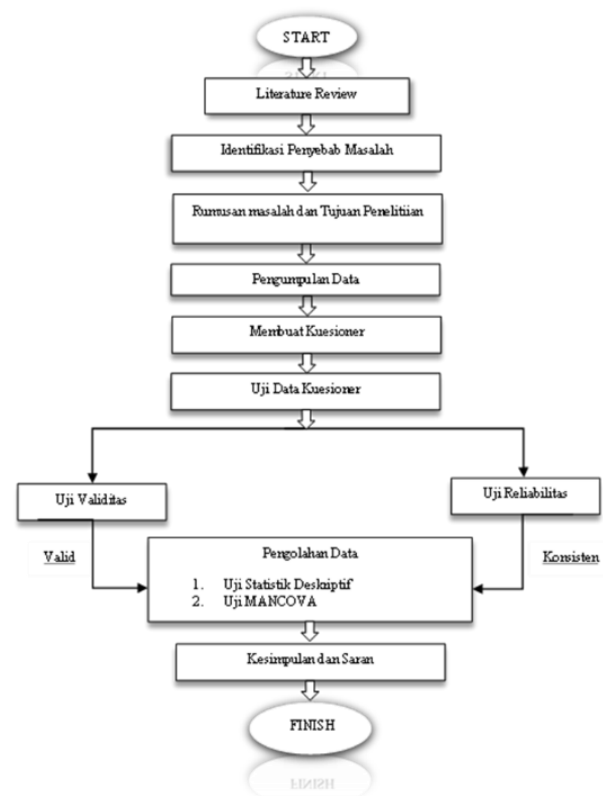 START
Literature Review
Identifikasi Penyebab Masalah
Rumusan masalah dan Tujuan Penelitiian
Pengumpulan Data
Membuat Kuesioner
Uji Data Kuesioner
Uji Validitas
Uji Reliabilitas
Valid
Konsisten
Pengolahan Data
1. Uji Statistik Deskriptif
2. Uji MANCOVA
Kesimpulan dan Saran
FINISH